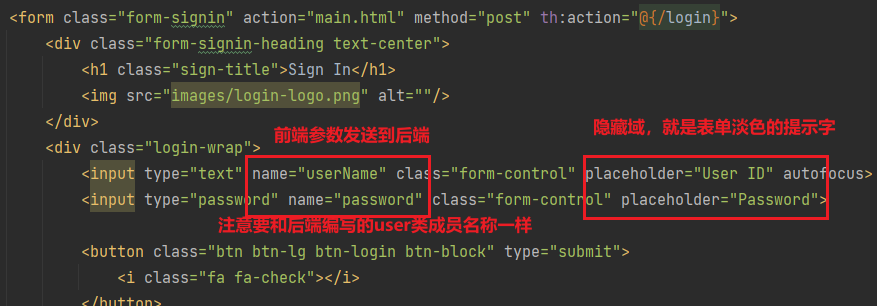 <form class="form-signin" action="main.html" method="post" th:action="@{/login}">
<div class="form-signin-heading text-center">
<h1 class="sign-title">Sign In</h1>
<img src="images/login-logo.png" alt=""/>
</div>
前端参数发送到后端
隐藏域，就是表单淡色的提示字
<div class="login-wrap">
<input type="text" name="userName" class="form-control" placeholder="User ID" autofocus>
<input type="password" name="password" class="form-control" placeholder="Password">
注意要和后端编写的user类成员名称一样
<button class="btn btn-lg btn-login btn-block" type="submit">
<i class="fa fa-check"></i>
</button>